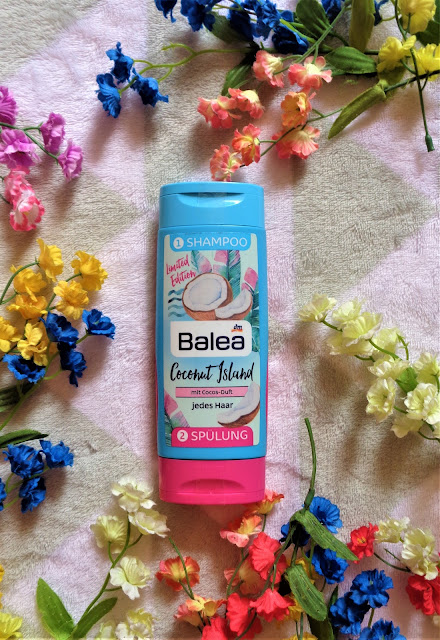 1 SHAMPOO
Limited
Edition
dm
Balea
Coconut Island
mit Cocos-Duft
jedes Haar
2 SPÜLUNG